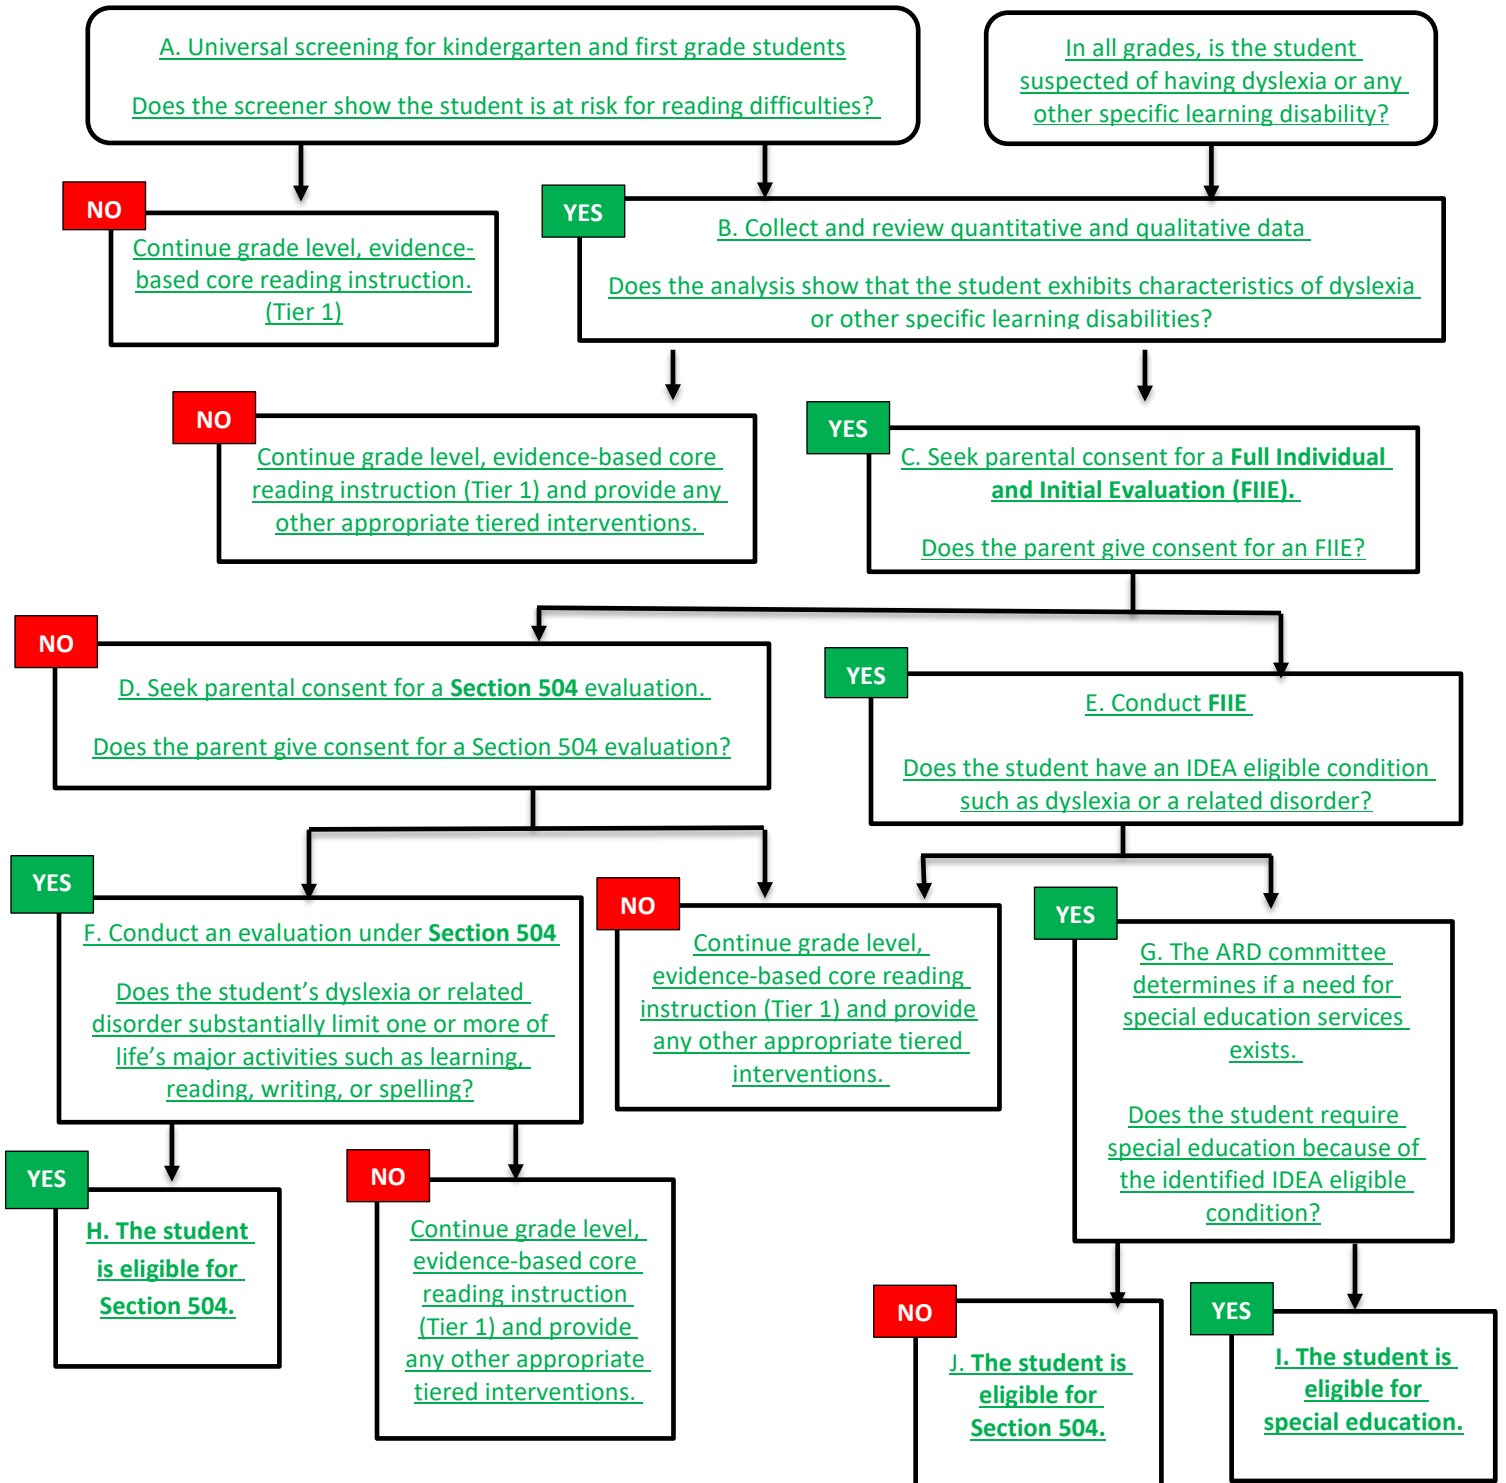 A. Universal screening for kindergarten and first grade students
Does the screener show the student is at risk for reading difficulties?
In all grades, is the student
suspected of having dyslexia or any
other specific learning disability?
NO
Continue grade level, evidence-
based core reading instruction.
(Tier 1)
YES
B. Collect and review quantitative and qualitative data
Does the analysis show that the student exhibits characteristics of dyslexia
or other specific learning disabilities?
NO
Continue grade level, evidence-based core
reading instruction (Tier 1) and provide any
other appropriate tiered interventions.
YES
C. Seek parental consent for a Full Individual
and Initial Evaluation (FIIE).
Does the parent give consent for an FIIE?
NO
D. Seek parental consent for a Section 504 evaluation.
Does the parent give consent for a Section 504 evaluation?
YES
E. Conduct FIIE
Does the student have an IDEA eligible condition
such as dyslexia or a related disorder?
YES
F. Conduct an evaluation under Section 504
Does the student's dyslexia or related
disorder substantially limit one or more of
life's major activities such as learning,
reading, writing, or spelling?
NO
Continue grade level,
evidence-based core reading
instruction (Tier 1) and provide
any other appropriate tiered
interventions.
YES
G. The ARD committee
determines if a need for
special education services
exists.
Does the student require
special education because of
the identified IDEA eligible
condition?
YES
H. The student
is eligible for
Section 504.
NO
Continue grade level,
evidence-based core
reading instruction
(Tier 1) and provide
any other appropriate
tiered interventions.
NO
J. The student is
eligible for
Section 504.
YES
I. The student is
eligible for
special education.